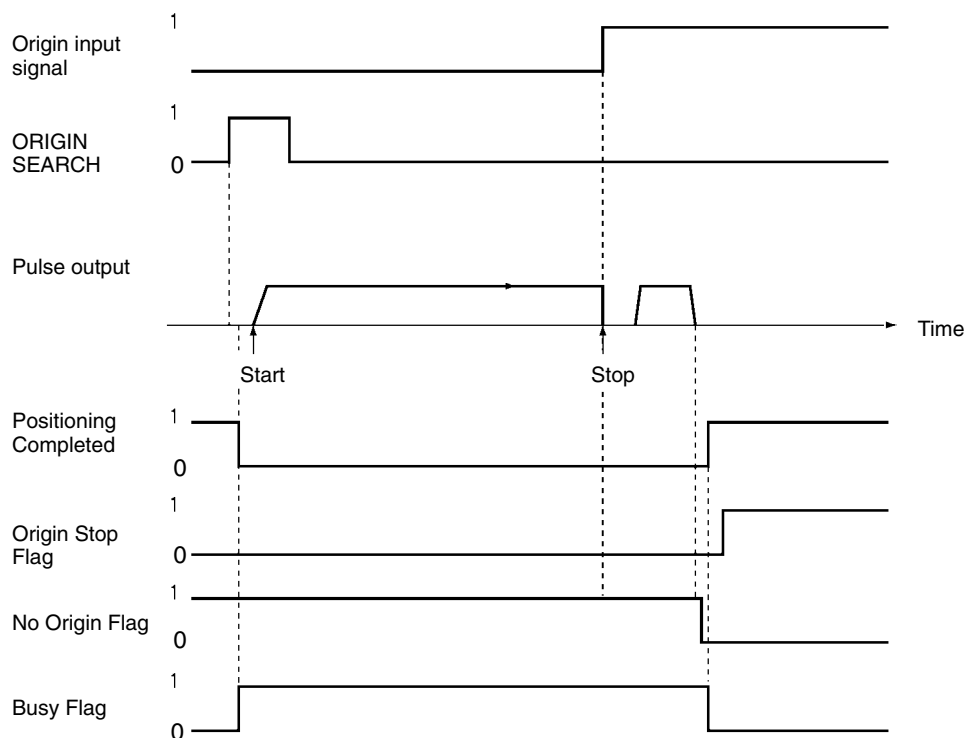 1
Origin input
signal
1
ORIGIN
SEARCH
0
Pulse output
Time
Start
Stop
Positioning
Completed
1
0
1
Origin Stop
Flag
0
1
No Origin Flag
0
1
Busy Flag
0